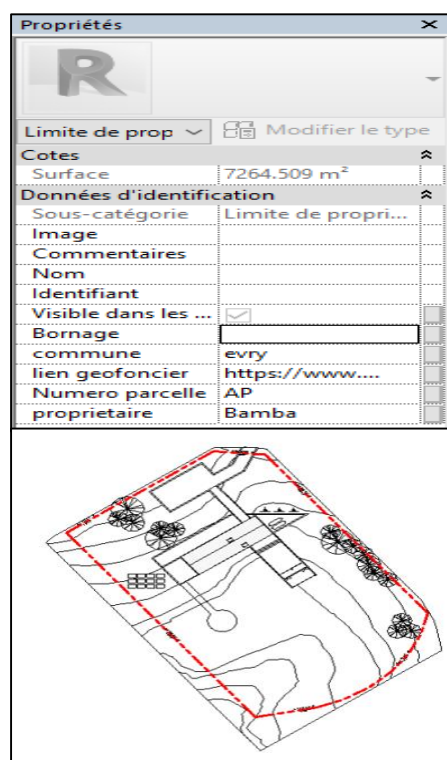 Propriétés
Limite de prop Modifier le type
Cotes
Surface 7264.509 m²
Données d'identification
Sous-catégorie Limite de propri...
Image
Commentaires
Nom
Identifiant
Visible dans les ...
Bornage
commune evry
lien geofoncier https://www....
Numero parcelle AP
proprietaire Bamba